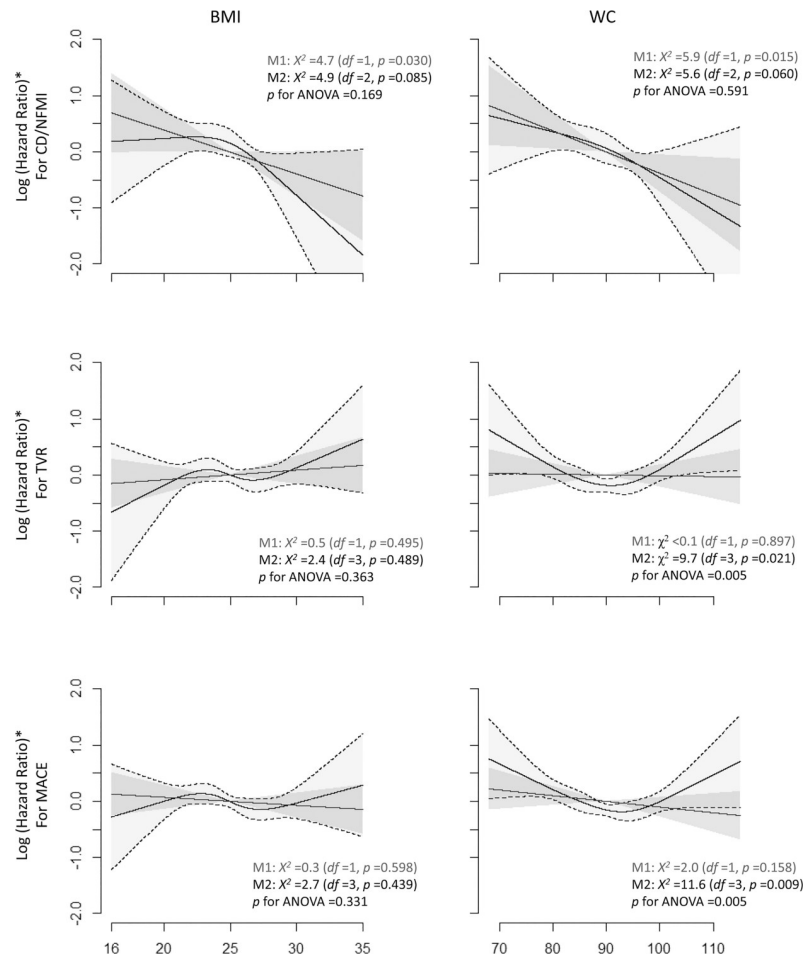 BMI
WC
Log (Hazard Ratio)*
For CD/NFMI
2.0
1.0
0.0
-1.0
-2.0
M1: X² =4.7 (df =1, p =0.030)
M2: X² =4.9 (df =2, p =0.085)
p for ANOVA =0.169
M1: X² =5.9 (df =1, p =0.015)
M2: X² =5.6 (df =2, p =0.060)
p for ANOVA =0.591
Log (Hazard Ratio)*
For TVR
2.0
1.0
0.0
-1.0
-2.0
M1: X² =0.5 (df =1, p =0.495)
M2: X² =2.4 (df =3, p =0.489)
p for ANOVA =0.363
M1: χ² <0.1 (df =1, p =0.897)
M2: χ² =9.7 (df =3, p =0.021)
p for ANOVA =0.005
Log (Hazard Ratio)*
For MACE
2.0
1.0
0.0
-1.0
-2.0
M1: X² =0.3 (df =1, p =0.598)
M2: X² =2.7 (df =3, p =0.439)
p for ANOVA =0.331
M1: X² =2.0 (df =1, p =0.158)
M2: X² =11.6 (df =3, p =0.009)
p for ANOVA =0.005
16 20 25 30 35
70 80 90 100 110